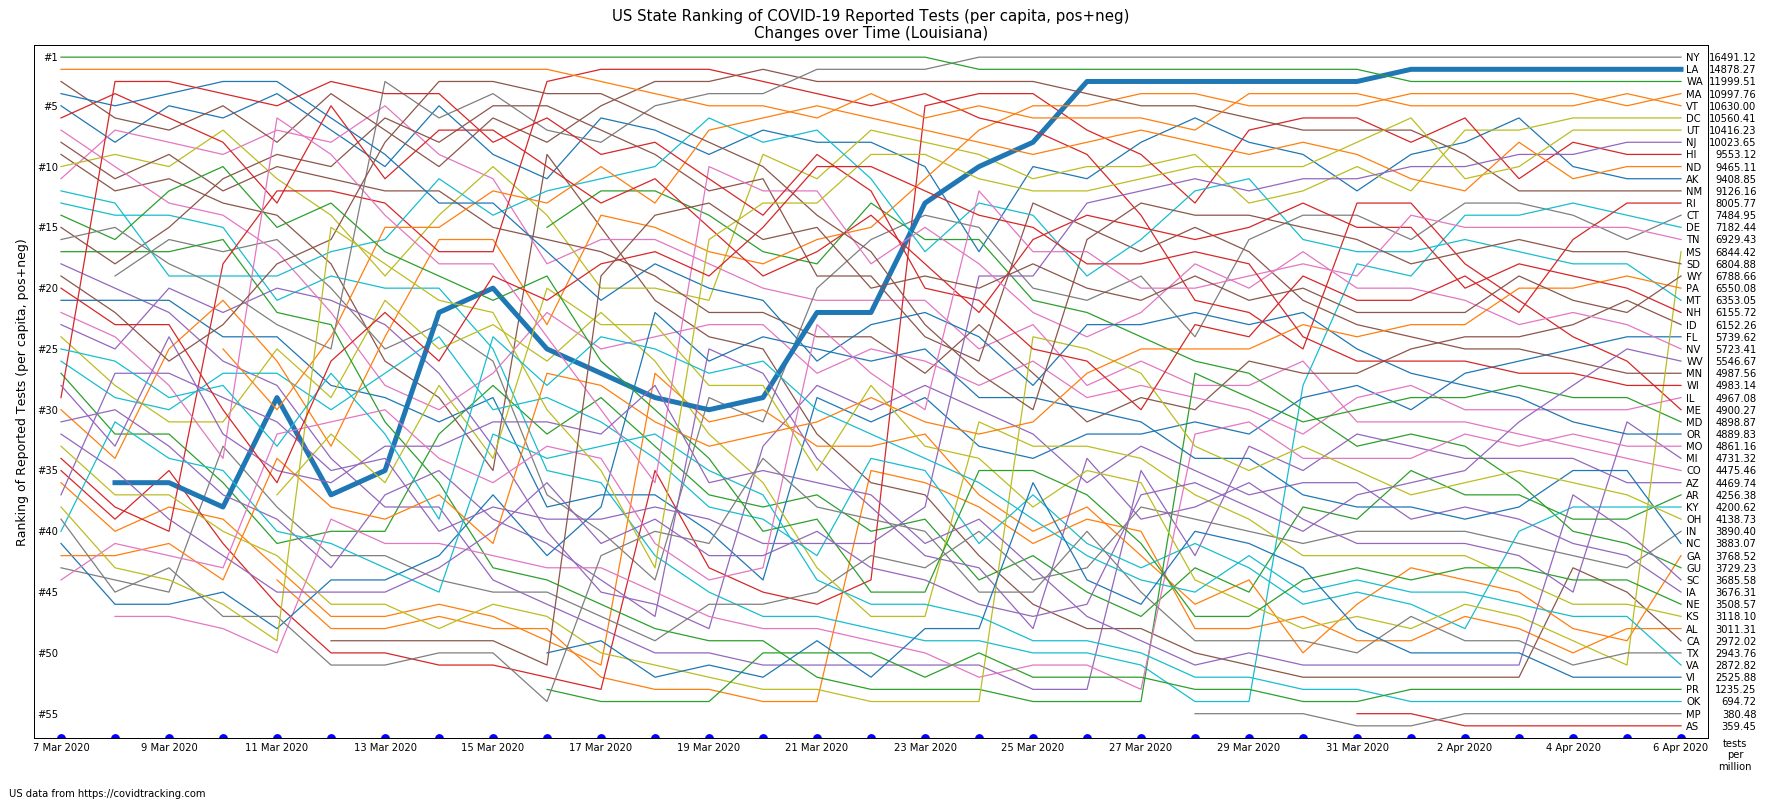 US State Ranking of COVID-19 Reported Tests (per capita, pos+neg)
Changes over Time (Louisiana)
Ranking of Reported Tests (per capita, pos+neg)
#1
#5
#10
#15
#20
#25
#30
#35
#40
#45
#50
#55
NY 16491.12
LA 14878.27
WA 11999.51
MA 10997.76
VT 10630.00
DC 10560.41
UT 10416.23
NJ 10023.65
HI 9553.12
ND 9465.11
AK 9408.85
NM 9126.16
RI 8005.77
CT 7484.95
DE 7182.44
TN 6929.43
MS 6844.42
SD 6804.88
WY 6788.66
PA 6550.08
MT 6353.05
NH 6155.72
ID 6152.26
FL 5739.62
NV 5723.41
WV 5546.67
MN 4987.56
WI 4983.14
IL 4967.08
ME 4900.27
MD 4898.87
OR 4889.83
MO 4861.16
MI 4731.32
CO 4475.46
AZ 4469.74
AR 4256.38
KY 4200.62
OH 4138.73
IN 3890.40
NC 3883.07
GA 3768.52
GU 3729.23
SC 3685.58
IA 3676.31
NE 3508.57
KS 3118.10
AL 3011.31
CA 2972.02
TX 2943.76
VA 2872.82
VI 2525.88
PR 1235.25
OK 694.72
MP 380.48
AS 359.45
7 Mar 2020 9 Mar 2020 11 Mar 2020 13 Mar 2020 15 Mar 2020 17 Mar 2020 19 Mar 2020 21 Mar 2020 23 Mar 2020 25 Mar 2020 27 Mar 2020 29 Mar 2020 31 Mar 2020 2 Apr 2020 4 Apr 2020 6 Apr 2020
tests
per
million
US data from https://covidtracking.com